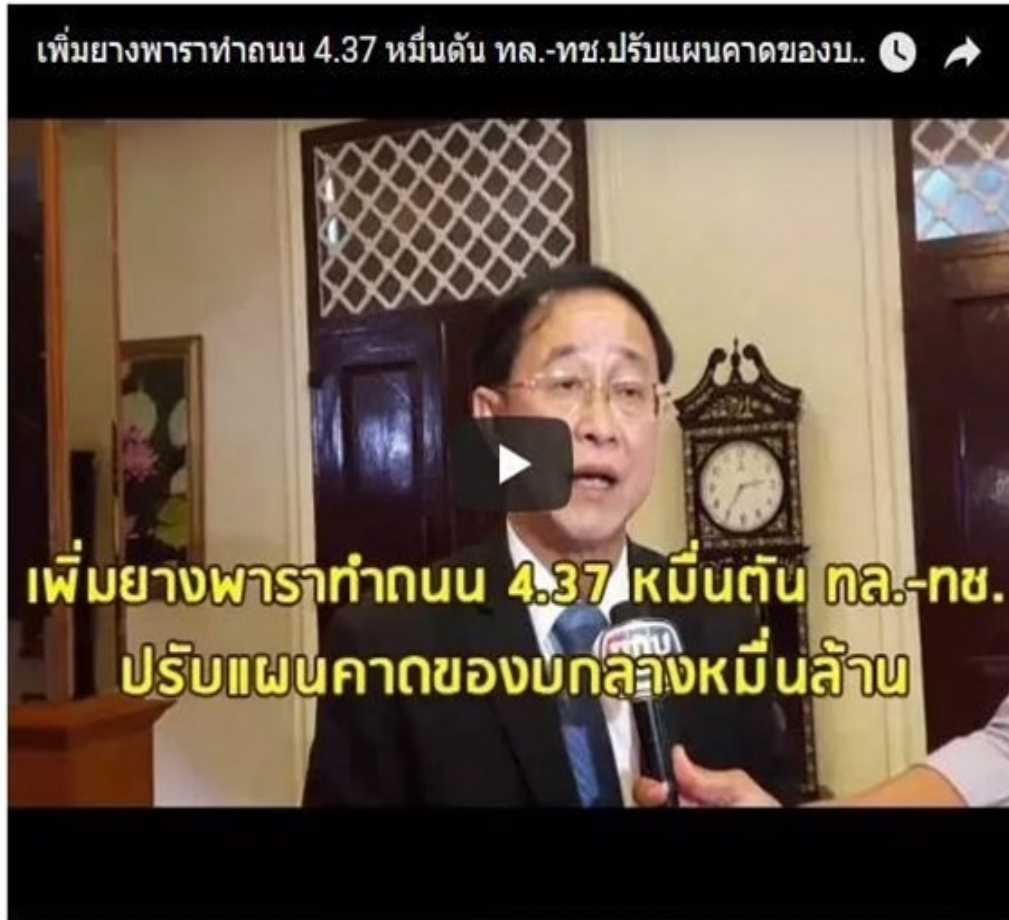 เพิ่มยางพาราทำถนน 4.37 หมื่นตัน ทล.-ทช.ปรับแผนคาดของบ..
เพิ่มยางพาราทำถนน 4.37 หมื่นตัน ทล.-ทช.
ปรับแผนคาดของบกลางหมื่นล้าน